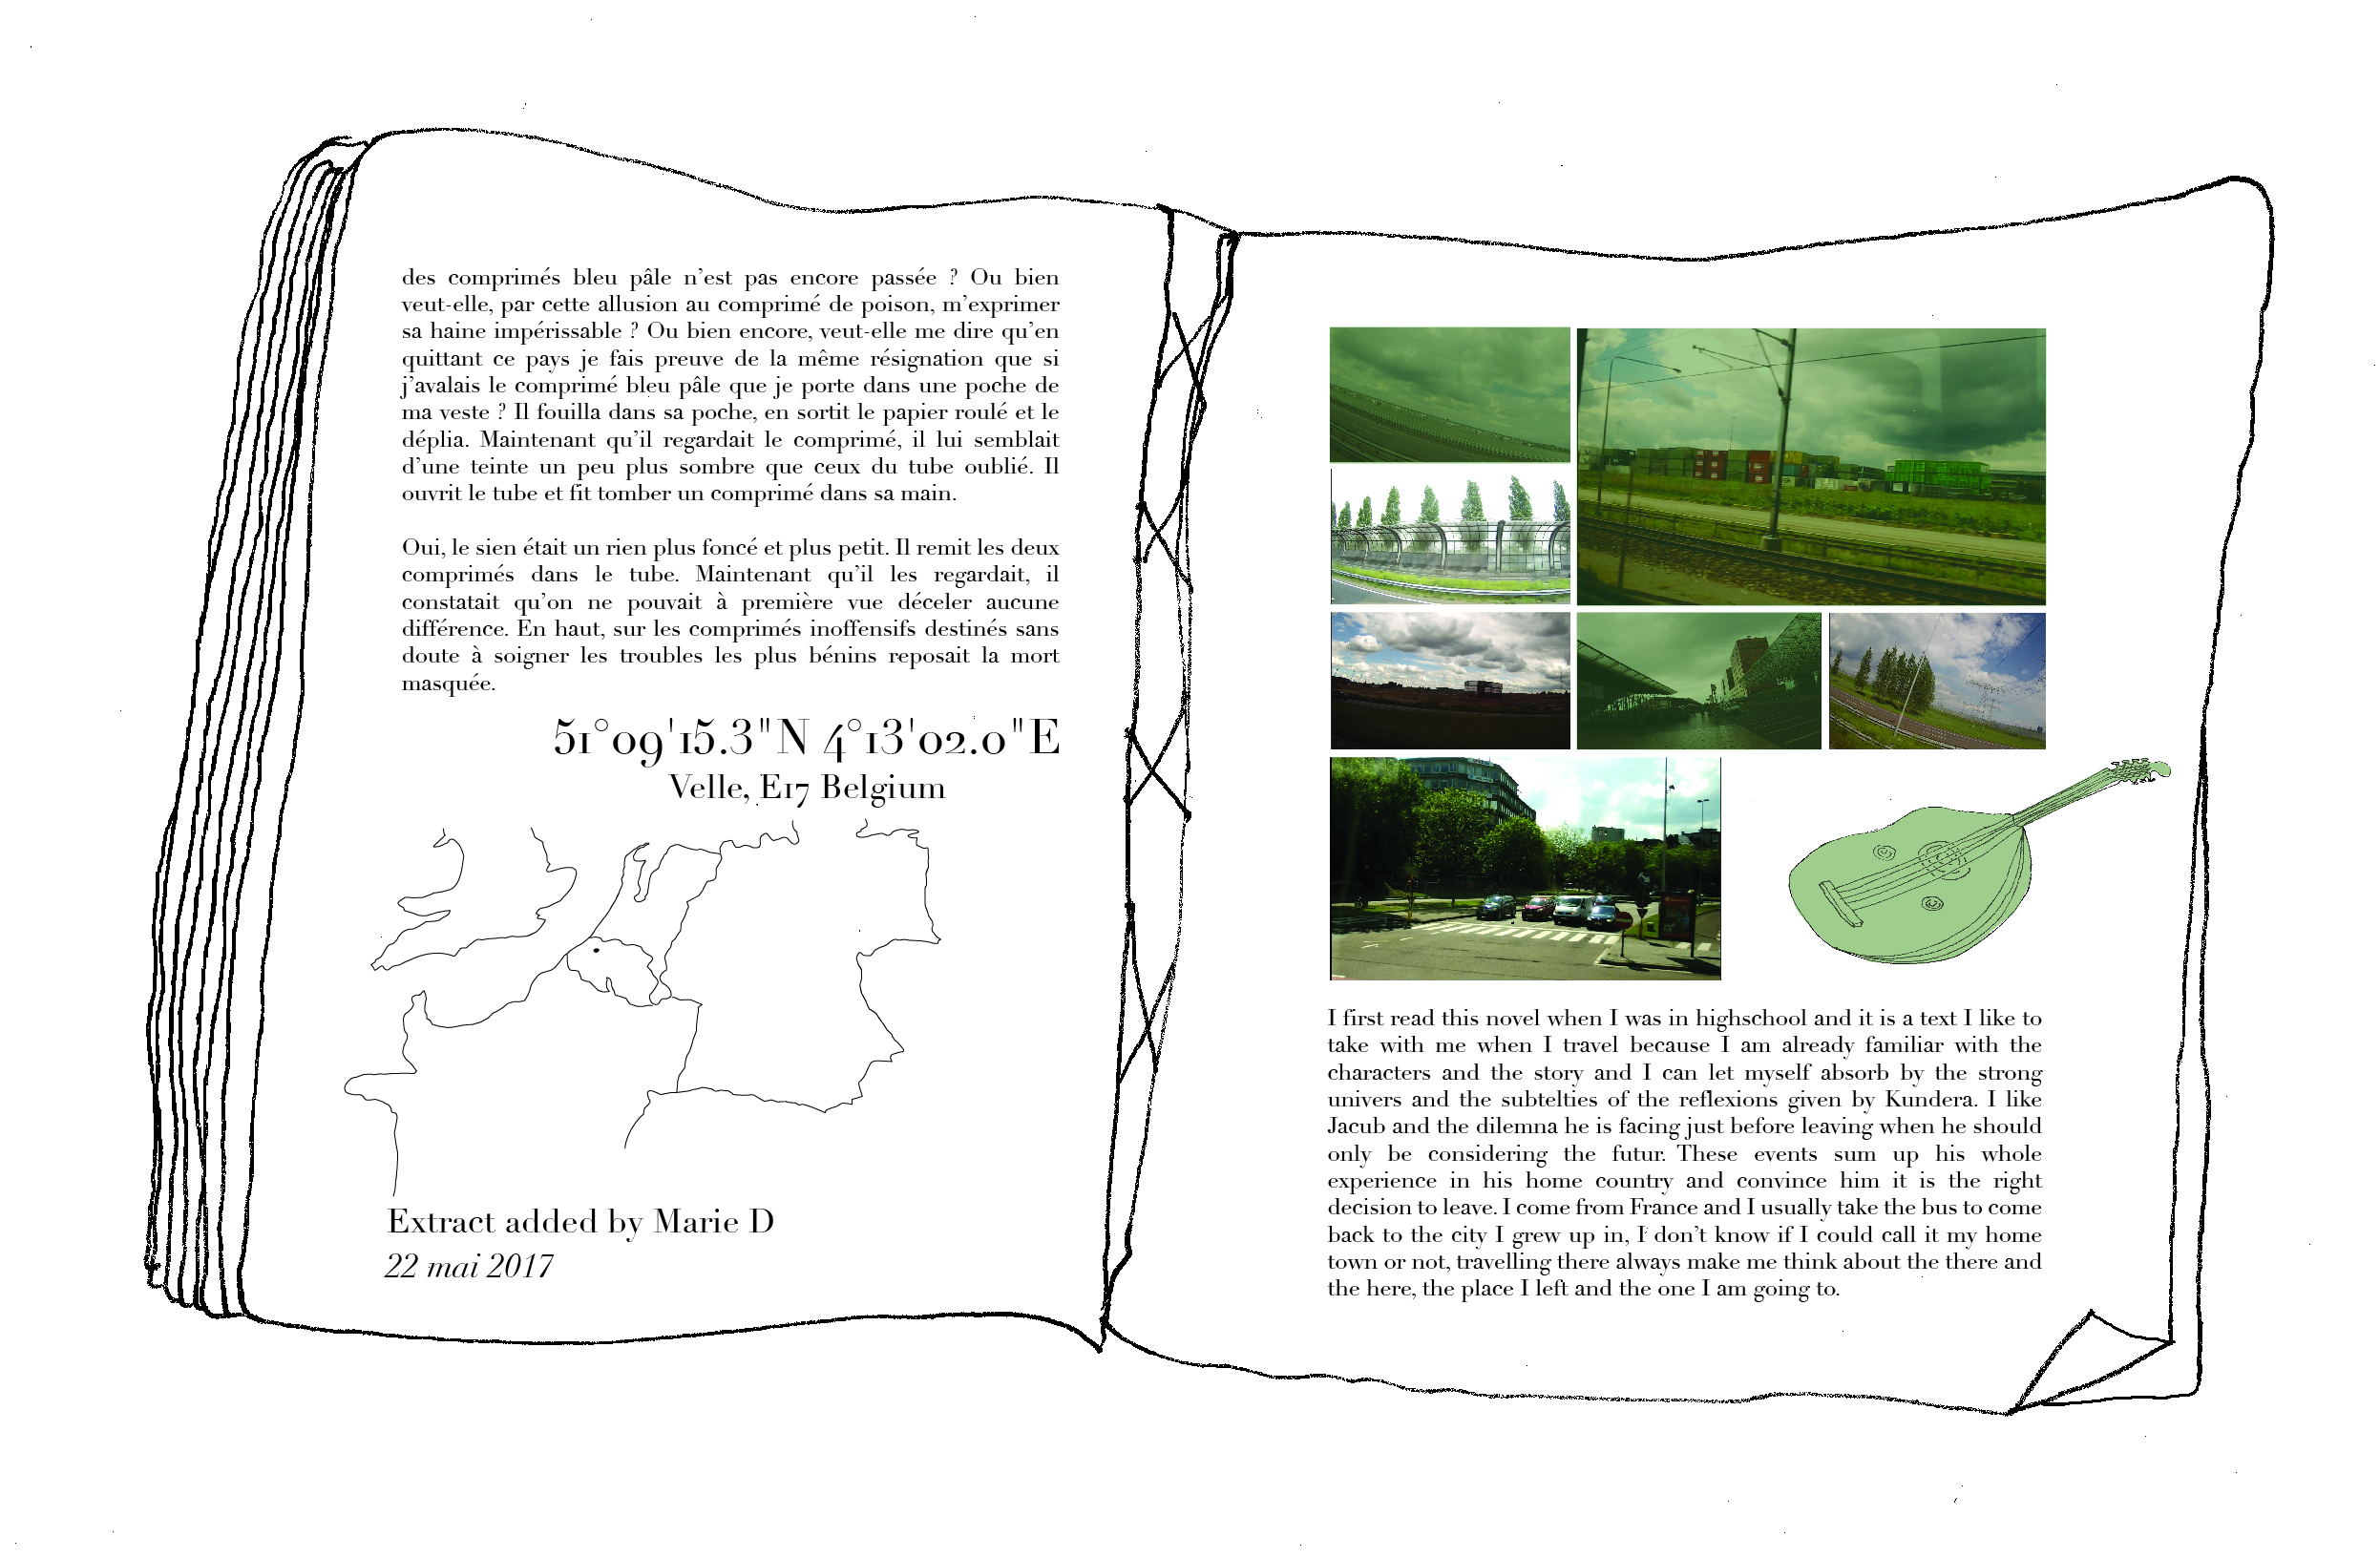 des comprimés bleu pâle n'est pas encore passée ? Ou bien
veut-elle, par cette allusion au comprimé de poison, m'exprimer
sa haine impérissable ? Ou bien encore, veut-elle me dire qu'en
quittant ce pays je fais preuve de la même résignation que si
j'avalais le comprimé bleu pâle que je porte dans une poche de
ma veste ? Il fouilla dans sa poche, en sortit le papier roulé et le
déplia. Maintenant qu'il regardait le comprimé, il lui semblait
d'une teinte un peu plus sombre que ceux du tube oublié. Il
ouvrit le tube et fit tomber un comprimé dans sa main.
Oui, le sien était un rien plus foncé et plus petit. Il remit les deux
comprimés dans le tube. Maintenant qu'il les regardait, il
constatait qu'on ne pouvait à première vue déceler aucune
différence. En haut, sur les comprimés inoffensifs destinés sans
doute à soigner les troubles les plus bénins reposait la mort
masquée.
51°09'15.3"N 4°13'02.0"E
Velle, E17 Belgium
Extract added by Marie D
22 mai 2017
I first read this novel when I was in highschool and it is a text I like to
take with me when I travel because I am already familiar with the
characters and the story and I can let myself absorb by the strong
univers and the subtelties of the reflexions given by Kundera. I like
Jacub and the dilemna he is facing just before leaving when he should
only be considering the futur. These events sum up his whole
experience in his home country and convince him it is the right
decision to leave. I come from France and I usually take the bus to come
back to the city I grew up in, I don't know if I could call it my home
town or not, travelling there always make me think about the there and
the here, the place I left and the one I am going to.